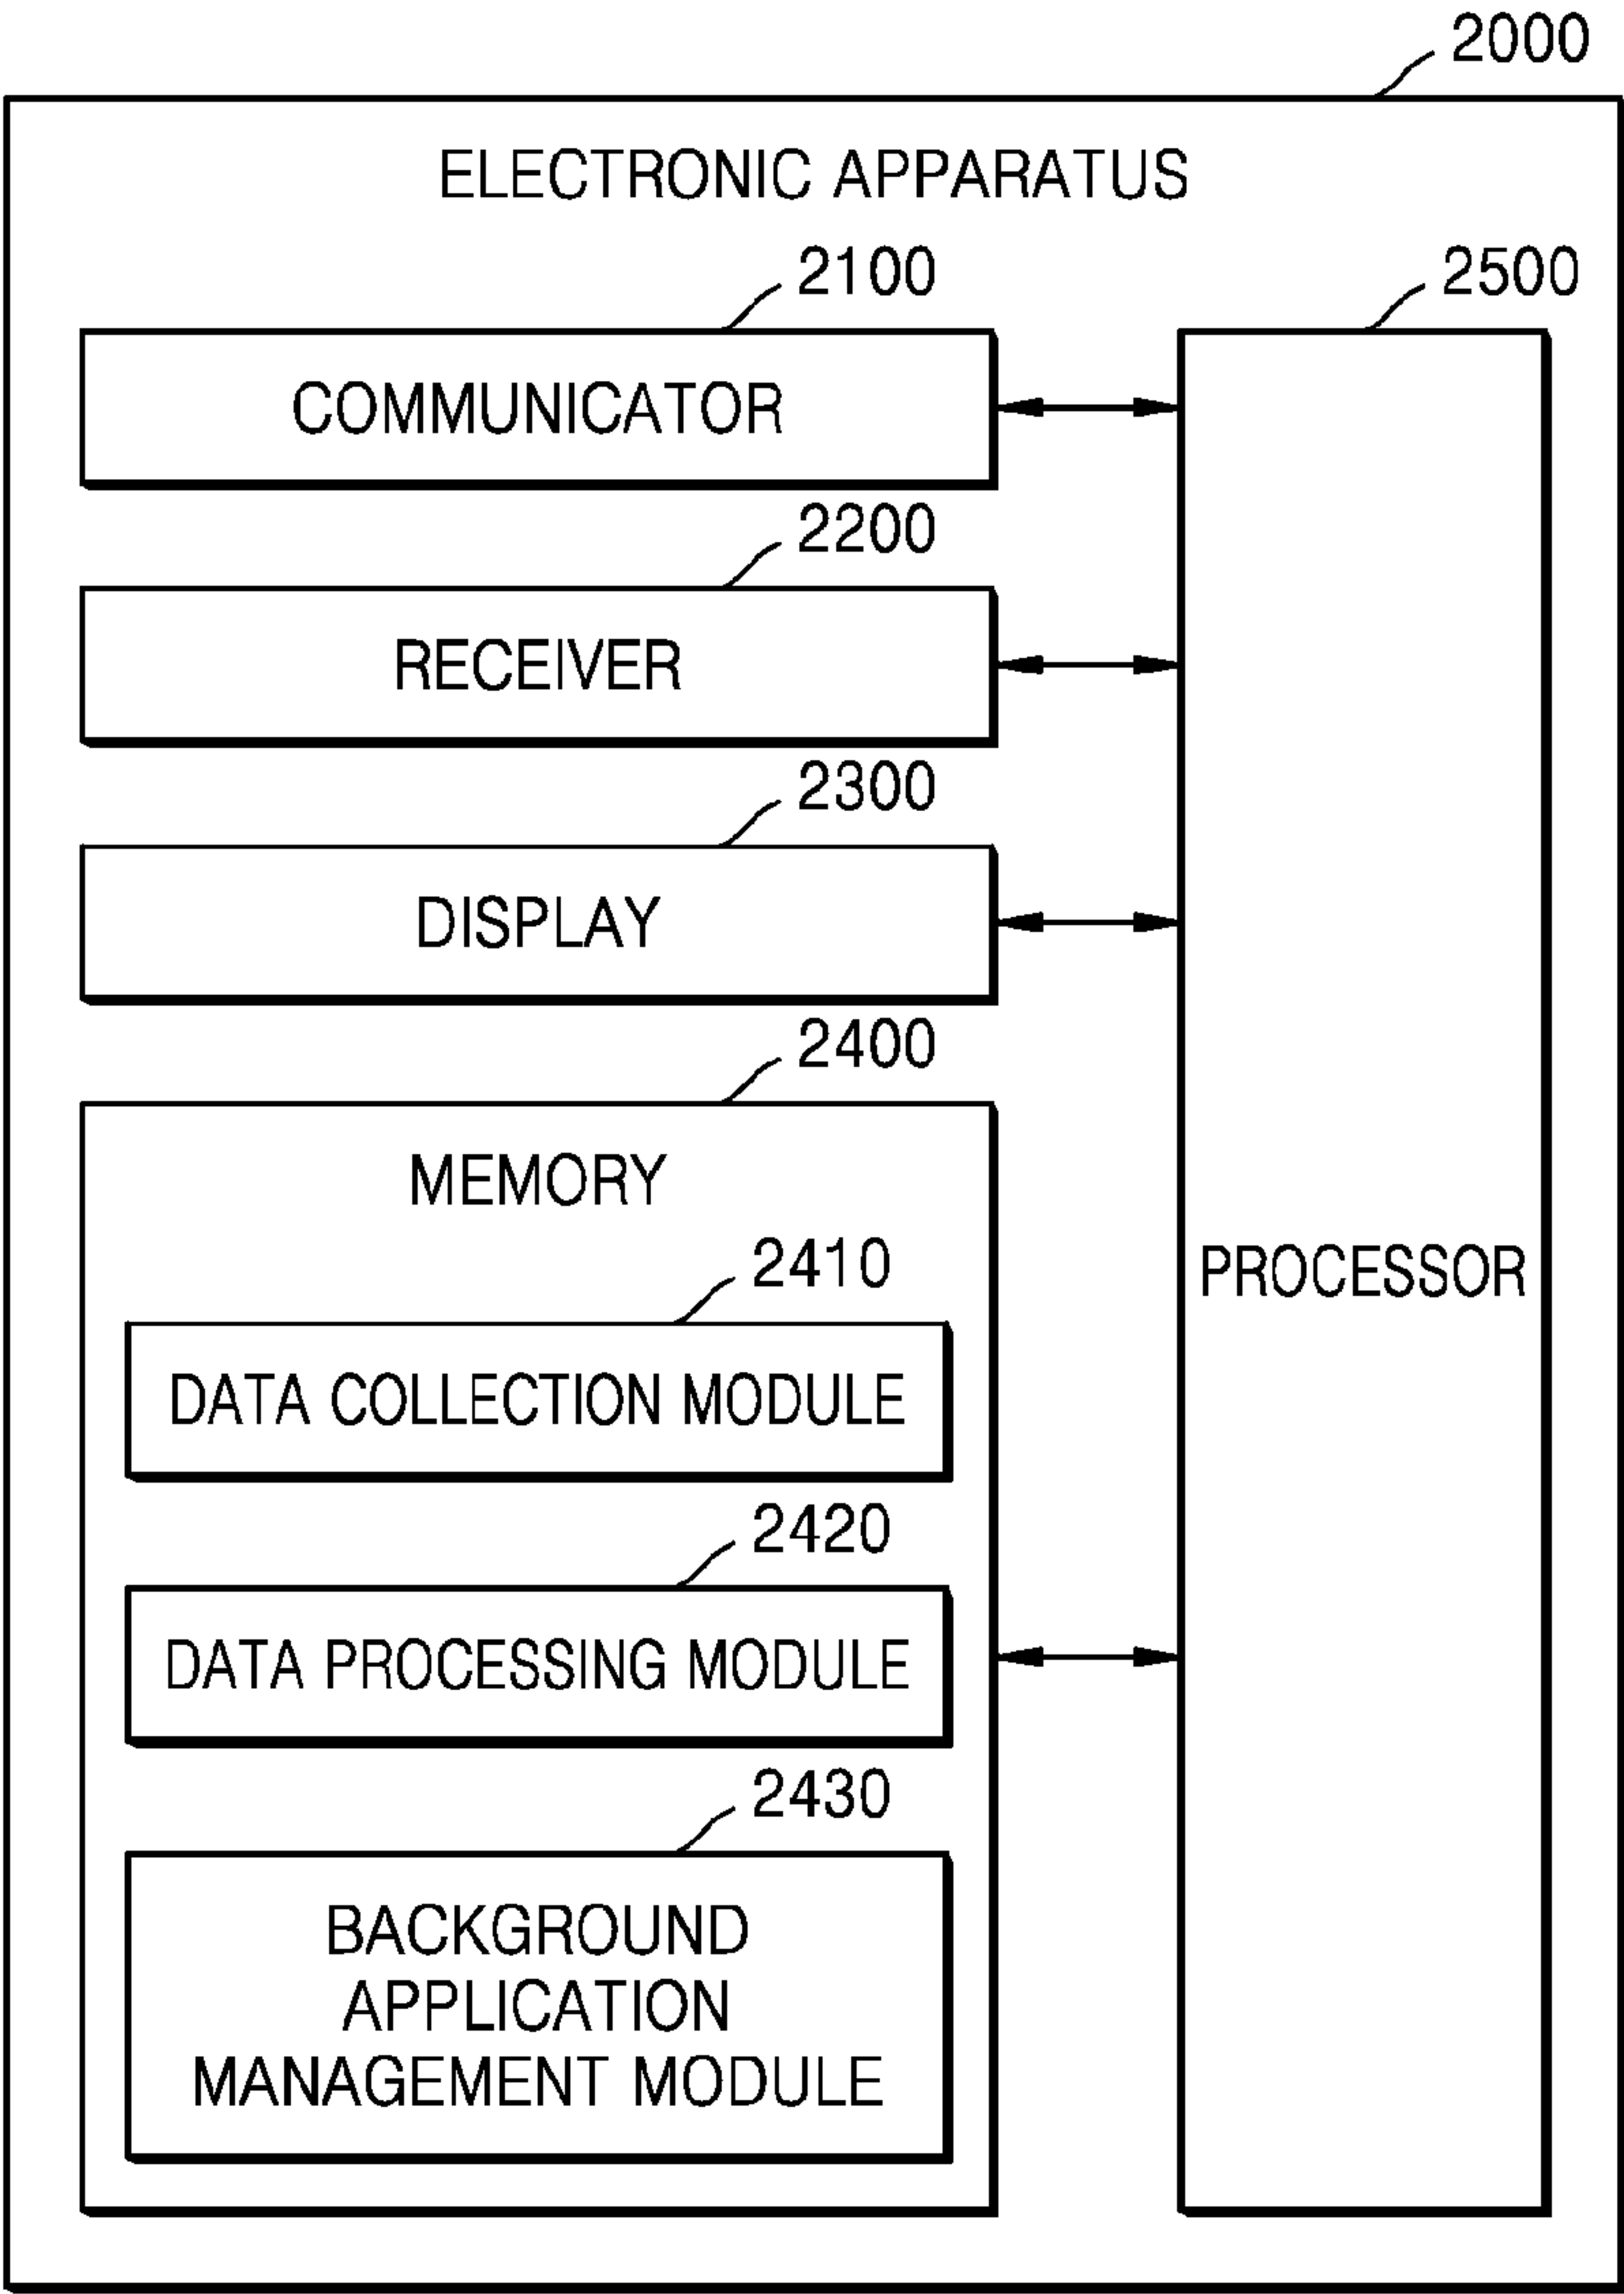 2000
ELECTRONIC APPARATUS
2100
2500
COMMUNICATOR
2200
RECEIVER
2300
DISPLAY
2400
MEMORY
2410
PROCESSOR
DATA COLLECTION MODULE
2420
DATA PROCESSING MODULE
2430
BACKGROUND
APPLICATION
MANAGEMENT MODULE